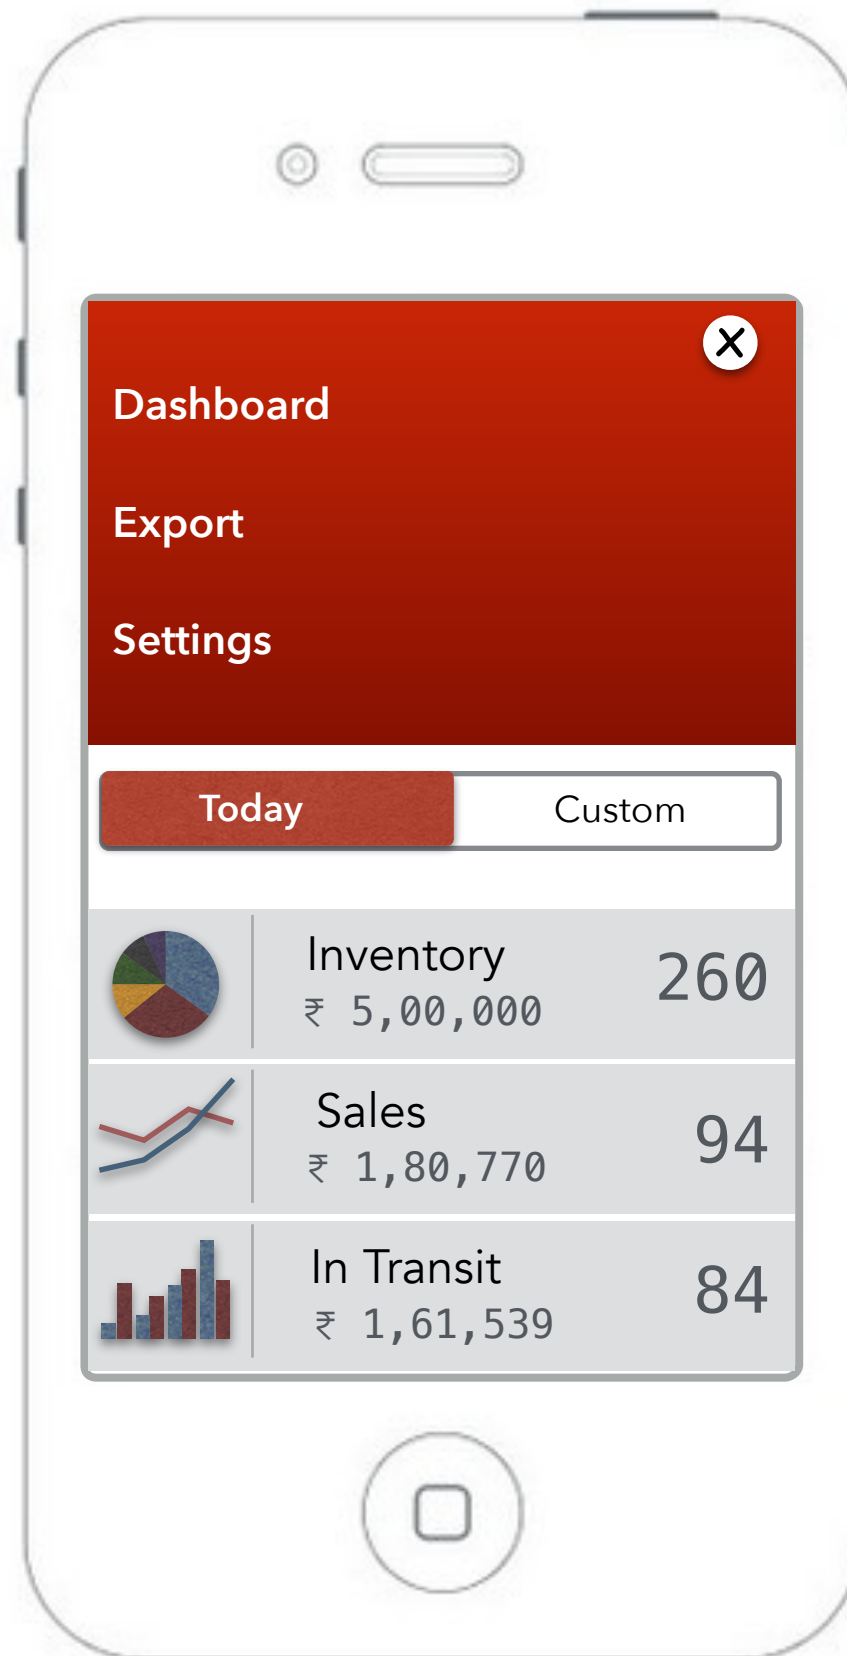 Dashboard
Export
Settings
Today Custom
Inventory
₹ 5,00,000
260
Sales
₹ 1,80,770
94
In Transit
₹ 1,61,539
84